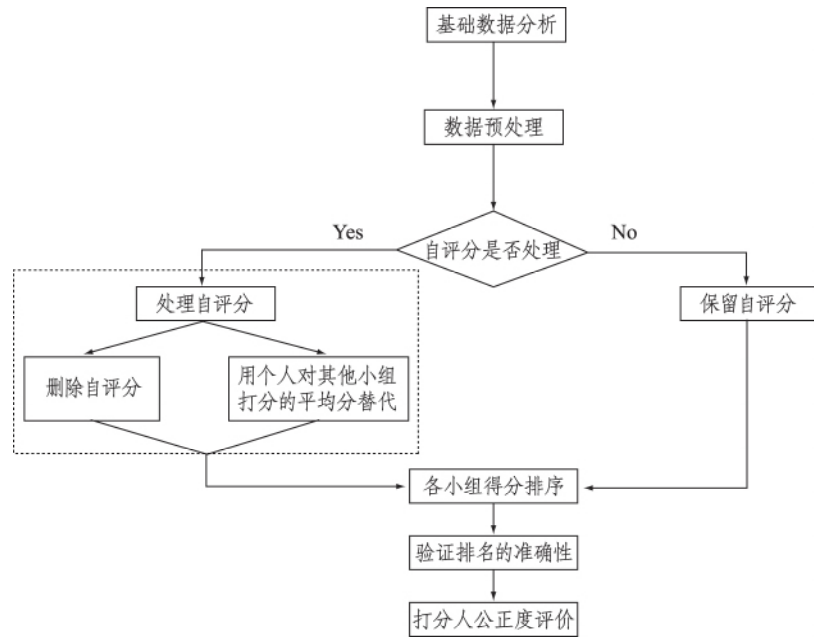 基础数据分析
数据预处理
Yes
自评分是否处理
No
处理自评分
保留自评分
删除自评分
用个人对其他小组
打分的平均分替代
各小组得分排序
验证排名的准确性
打分人公正度评价